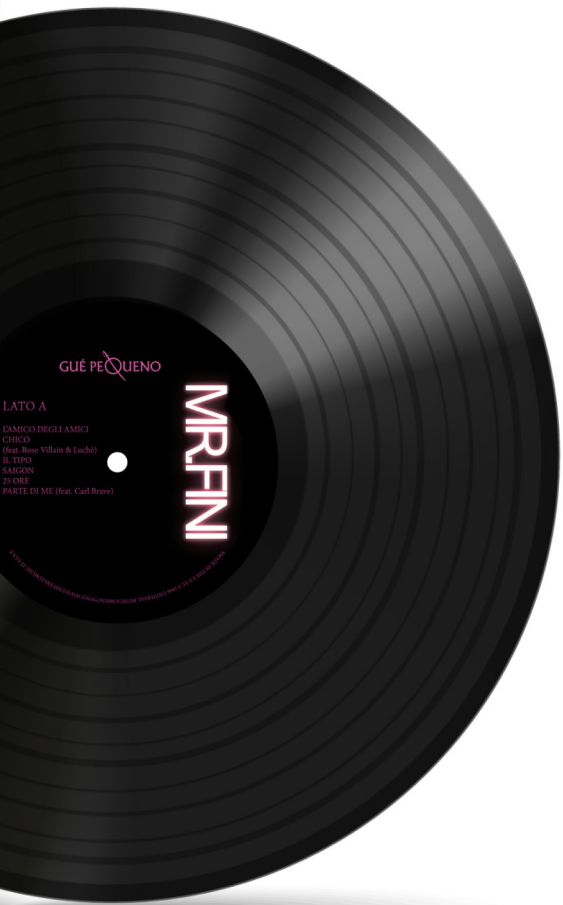 GUÉ PEQUENO
LATO A
L'AMICO DEGLI AMICI
CHICO
(feat. Rose Villain & Luchè)
IL TIPO
SAIGON
25 ORE
PARTE DI ME (feat. Carl Brave)
MR.FINI